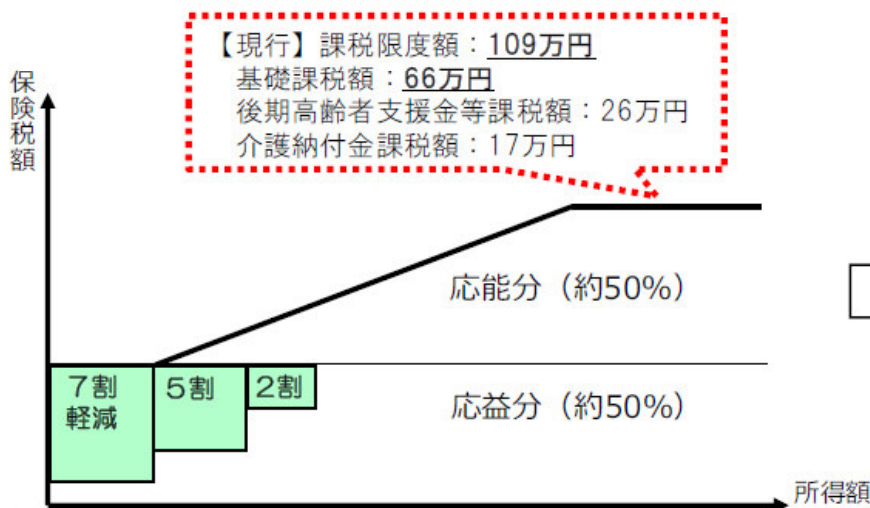 【現行】課税限度額：109万円
基礎課税額：66万円
後期高齢者支援金等課税額：26万円
介護納付金課税額：17万円
保険税額
応能分（約50%）
７割
軽減
５割
２割
応益分（約50%）
所得額